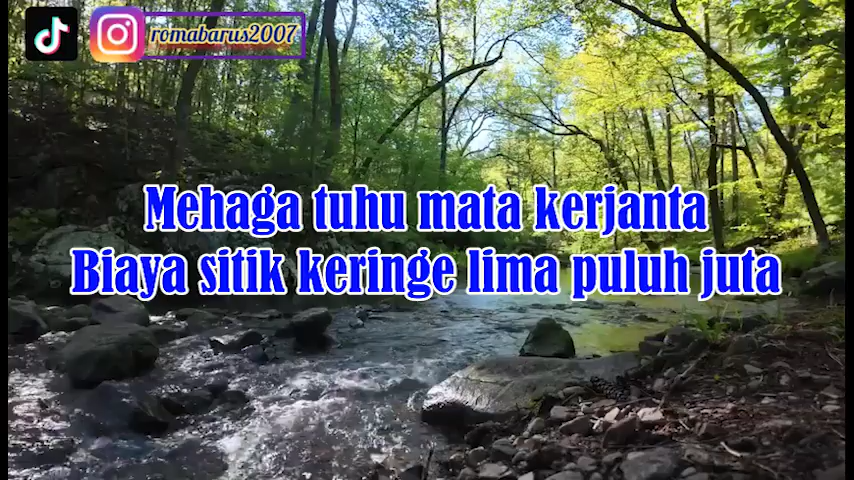 romabarus2007
Mehaga tuhu mata kerjanta
Biaya sitik keringe lima puluh juta